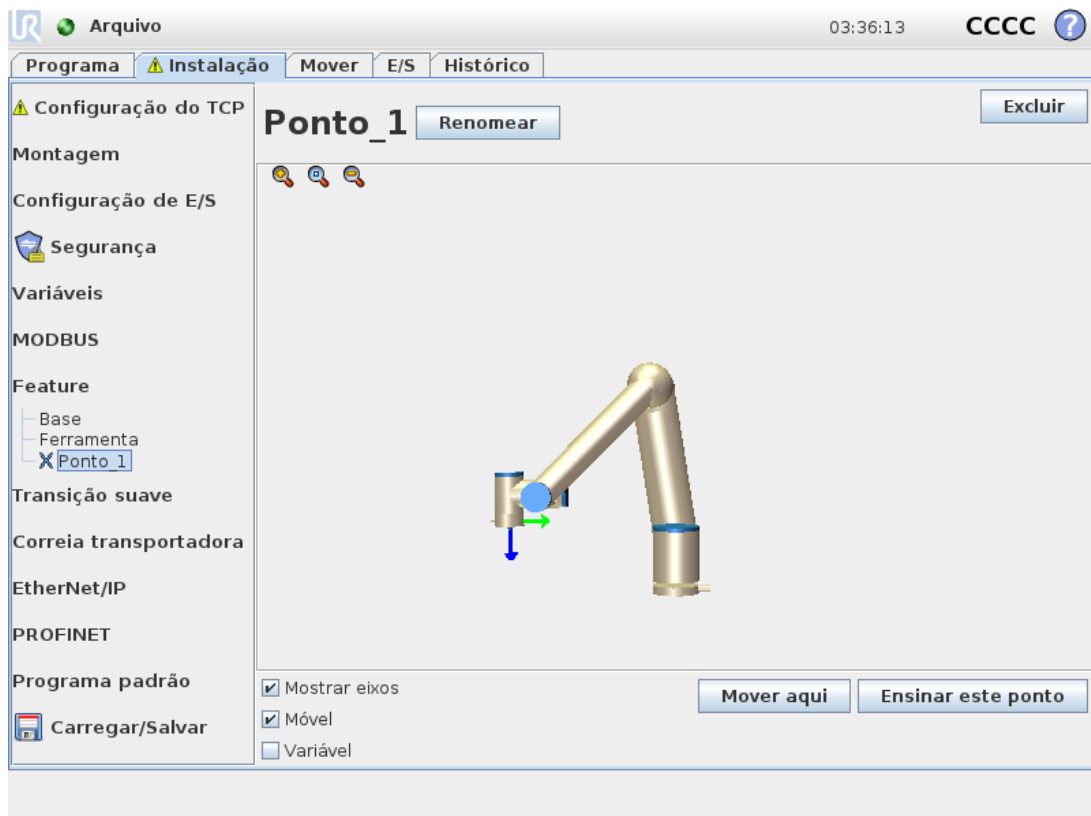 UR Arquivo 03:36:13 CCCC ?
Programa Instalação Mover E/S Histórico
Configuração do TCP
Montagem
Configuração de E/S
Segurança
Variáveis
MODBUS
Feature
Base
Ferramenta
Ponto_1
Transição suave
Correia transportadora
EtherNet/IP
PROFINET
Programa padrão
Carregar/Salvar
Ponto_1 Renomear Excluir
Mostrar eixos
Móvel
Variável
Mover aqui Ensinar este ponto